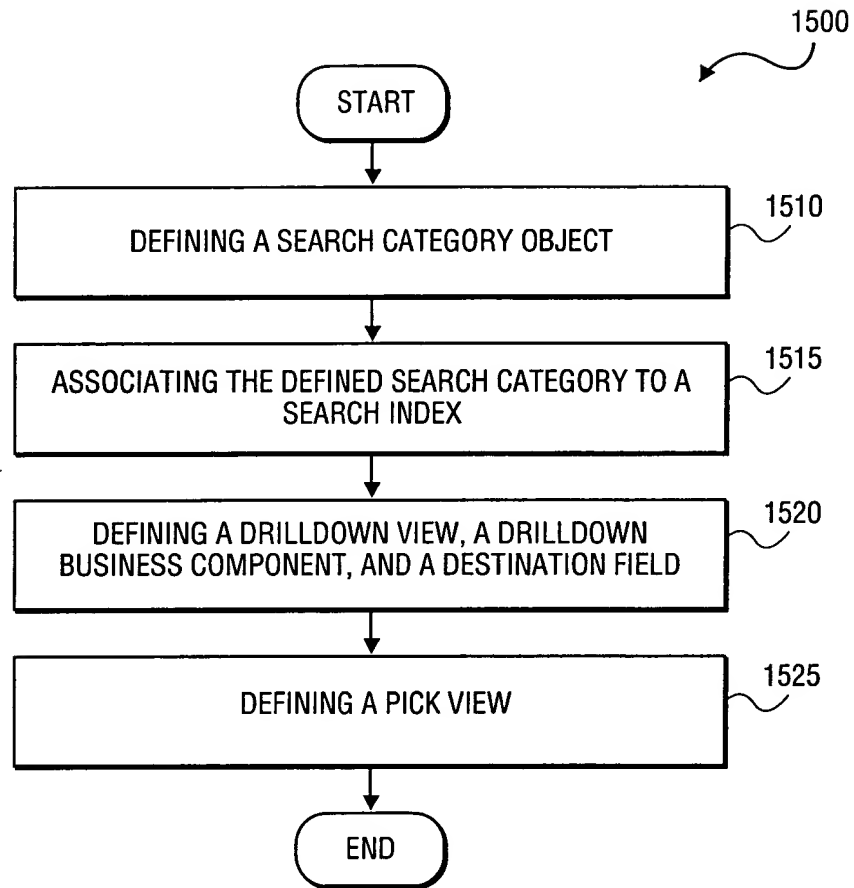 1500
START
DEFINING A SEARCH CATEGORY OBJECT
1510
ASSOCIATING THE DEFINED SEARCH CATEGORY TO A
SEARCH INDEX
1515
DEFINING A DRILLDOWN VIEW, A DRILLDOWN
BUSINESS COMPONENT, AND A DESTINATION FIELD
1520
DEFINING A PICK VIEW
1525
END